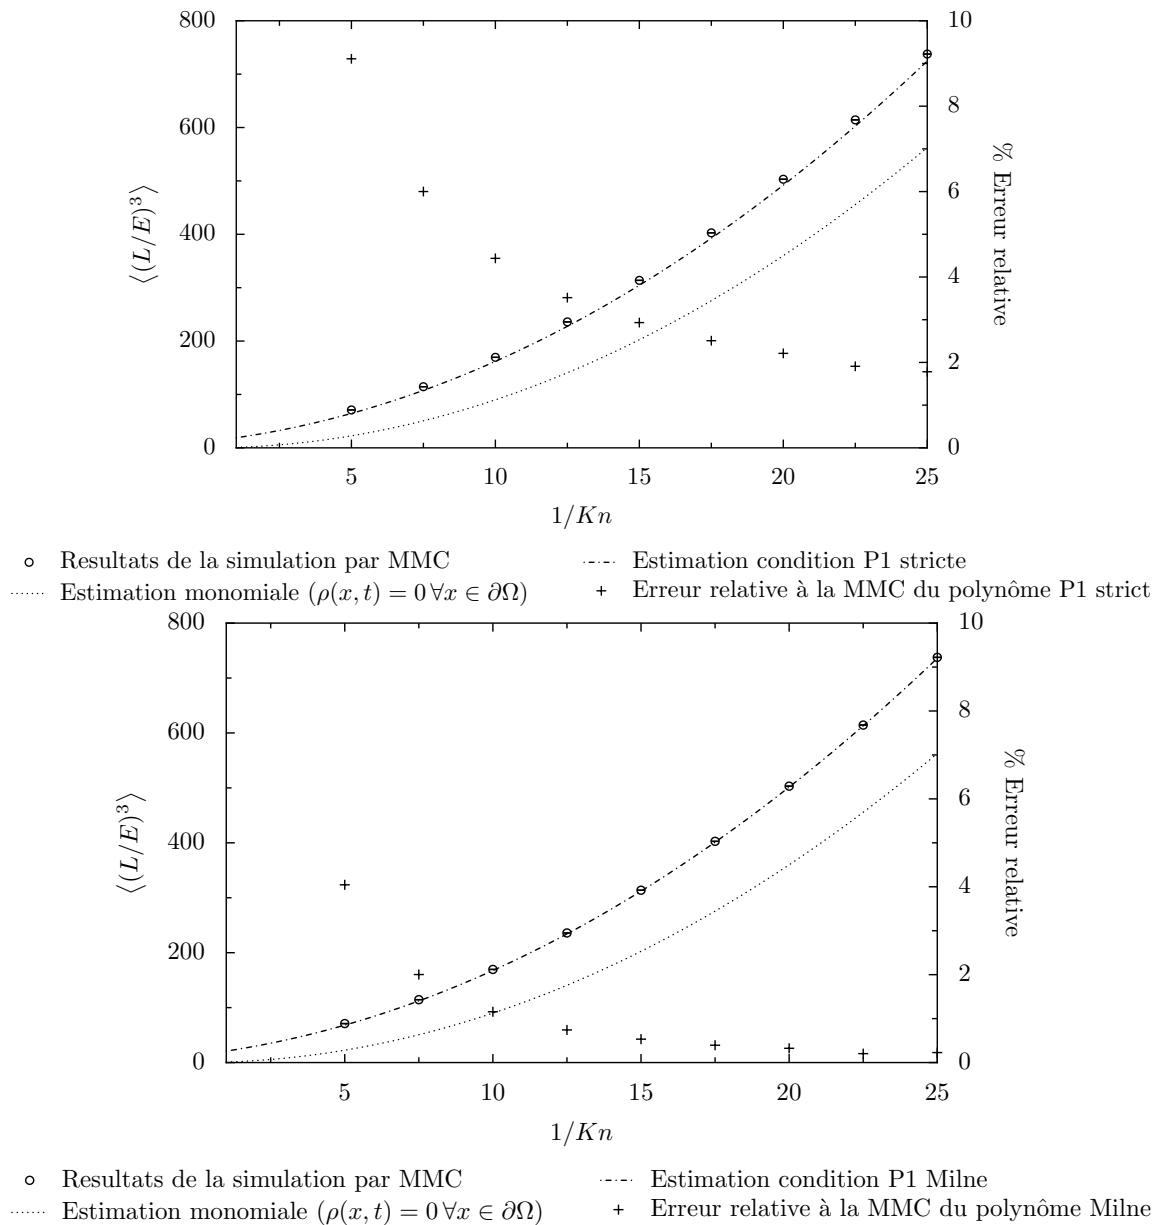 800
600
400
200
0
10
8
6
4
2
0
5 10 15 20 25
⟨(L/E)³⟩
% Erreur relative
1/Kn
Resultats de la simulation par MMC
Estimation condition P1 stricte
Estimation monomiale (ρ(x, t) = 0 ∀x ∈ ∂Ω)
Erreur relative à la MMC du polynôme P1 strict
800
600
400
200
0
10
8
6
4
2
0
5 10 15 20 25
⟨(L/E)³⟩
% Erreur relative
1/Kn
Resultats de la simulation par MMC
Estimation condition P1 Milne
Estimation monomiale (ρ(x, t) = 0 ∀x ∈ ∂Ω)
Erreur relative à la MMC du polynôme Milne